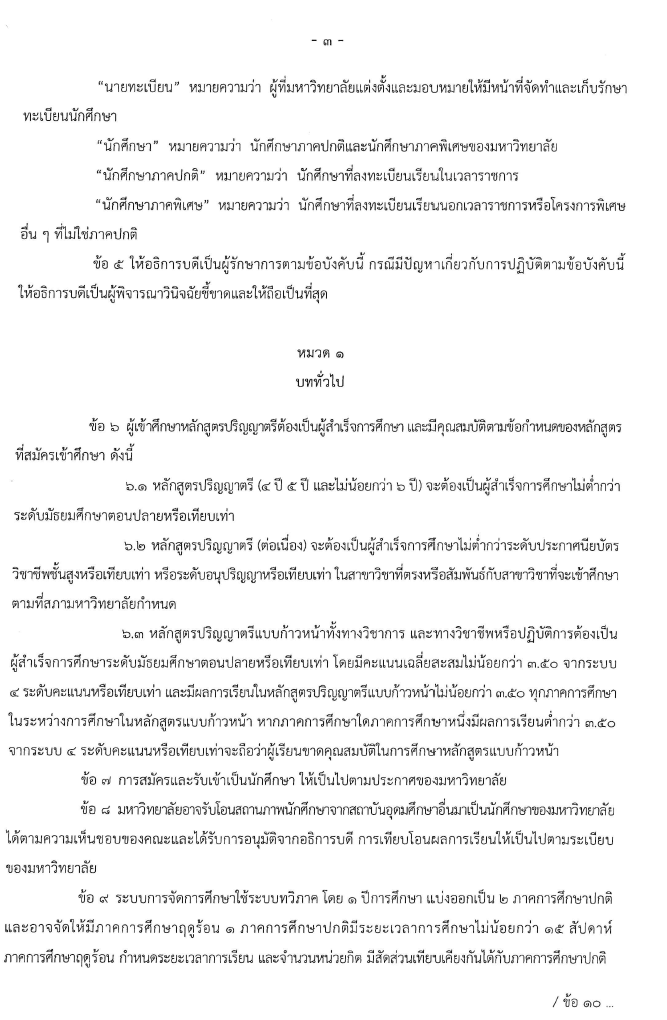 - ๓ -
“นายทะเบียน” หมายความว่า ผู้ที่มหาวิทยาลัยแต่งตั้งและมอบหมายให้มีหน้าที่จัดทำและเก็บรักษา
ทะเบียนนักศึกษา
“นักศึกษา” หมายความว่า นักศึกษาภาคปกติและนักศึกษาภาคพิเศษของมหาวิทยาลัย
“นักศึกษาภาคปกติ” หมายความว่า นักศึกษาที่ลงทะเบียนเรียนในเวลาราชการ
“นักศึกษาภาคพิเศษ” หมายความว่า นักศึกษาที่ลงทะเบียนเรียนนอกเวลาราชการหรือโครงการพิเศษ
อื่น ๆ ที่ไม่ใช่ภาคปกติ
ข้อ ๕ ให้อธิการบดีเป็นผู้รักษาการตามข้อบังคับนี้ กรณีมีปัญหาเกี่ยวกับการปฏิบัติตามข้อบังคับนี้
ให้อธิการบดีเป็นผู้พิจารณาวินิจฉัยชี้ขาดและให้ถือเป็นที่สุด
หมวด ๑
บททั่วไป
ข้อ ๖ ผู้เข้าศึกษาหลักสูตรปริญญาตรีต้องเป็นผู้สำเร็จการศึกษา และมีคุณสมบัติตามข้อกำหนดของหลักสูตร
ที่สมัครเข้าศึกษา ดังนี้
๖.๑ หลักสูตรปริญญาตรี (๔ ปี ๕ ปี และไม่น้อยกว่า ๖ ปี) จะต้องเป็นผู้สำเร็จการศึกษาไม่ต่ำกว่า
ระดับมัธยมศึกษาตอนปลายหรือเทียบเท่า
๖.๒ หลักสูตรปริญญาตรี (ต่อเนื่อง) จะต้องเป็นผู้สำเร็จการศึกษาไม่ต่ำกว่าระดับประกาศนียบัตร
วิชาชีพชั้นสูงหรือเทียบเท่า หรือระดับอนุปริญญาหรือเทียบเท่า ในสาขาวิชาที่ตรงหรือสัมพันธ์กับสาขาวิชาที่จะเข้าศึกษา
ตามที่สภามหาวิทยาลัยกำหนด
๖.๓ หลักสูตรปริญญาตรีแบบก้าวหน้าทั้งทางวิชาการ และทางวิชาชีพหรือปฏิบัติการต้องเป็น
ผู้สำเร็จการศึกษาระดับมัธยมศึกษาตอนปลายหรือเทียบเท่า โดยมีคะแนนเฉลี่ยสะสมไม่น้อยกว่า ๓.๕๐ จากระบบ
๔ ระดับคะแนนหรือเทียบเท่า และมีผลการเรียนในหลักสูตรปริญญาตรีแบบก้าวหน้าไม่น้อยกว่า ๓.๕๐ ทุกภาคการศึกษา
ในระหว่างการศึกษาในหลักสูตรแบบก้าวหน้า หากภาคการศึกษาใดภาคการศึกษาหนึ่งมีผลการเรียนต่ำกว่า ๓.๕๐
จากระบบ ๔ ระดับคะแนนหรือเทียบเท่าจะถือว่าผู้เรียนขาดคุณสมบัติในการศึกษาหลักสูตรแบบก้าวหน้า
ข้อ ๗ การสมัครและรับเข้าเป็นนักศึกษา ให้เป็นไปตามประกาศของมหาวิทยาลัย
ข้อ ๘ มหาวิทยาลัยอาจรับโอนสถานภาพนักศึกษาจากสถาบันอุดมศึกษาอื่นมาเป็นนักศึกษาของมหาวิทยาลัย
ได้ตามความเห็นชอบของคณะและได้รับการอนุมัติจากอธิการบดี การเทียบโอนผลการเรียนให้เป็นไปตามระเบียบ
ของมหาวิทยาลัย
ข้อ ๙ ระบบการจัดการศึกษาใช้ระบบทวิภาค โดย ๑ ปีการศึกษา แบ่งออกเป็น ๒ ภาคการศึกษาปกติ
และอาจจัดให้มีภาคการศึกษาฤดูร้อน ๑ ภาคการศึกษาปกติมีระยะเวลาการศึกษาไม่น้อยกว่า ๑๕ สัปดาห์
ภาคการศึกษาฤดูร้อน กำหนดระยะเวลาการเรียน และจำนวนหน่วยกิต มีสัดส่วนเทียบเคียงกันได้กับภาคการศึกษาปกติ
/ ข้อ ๑๐ ...